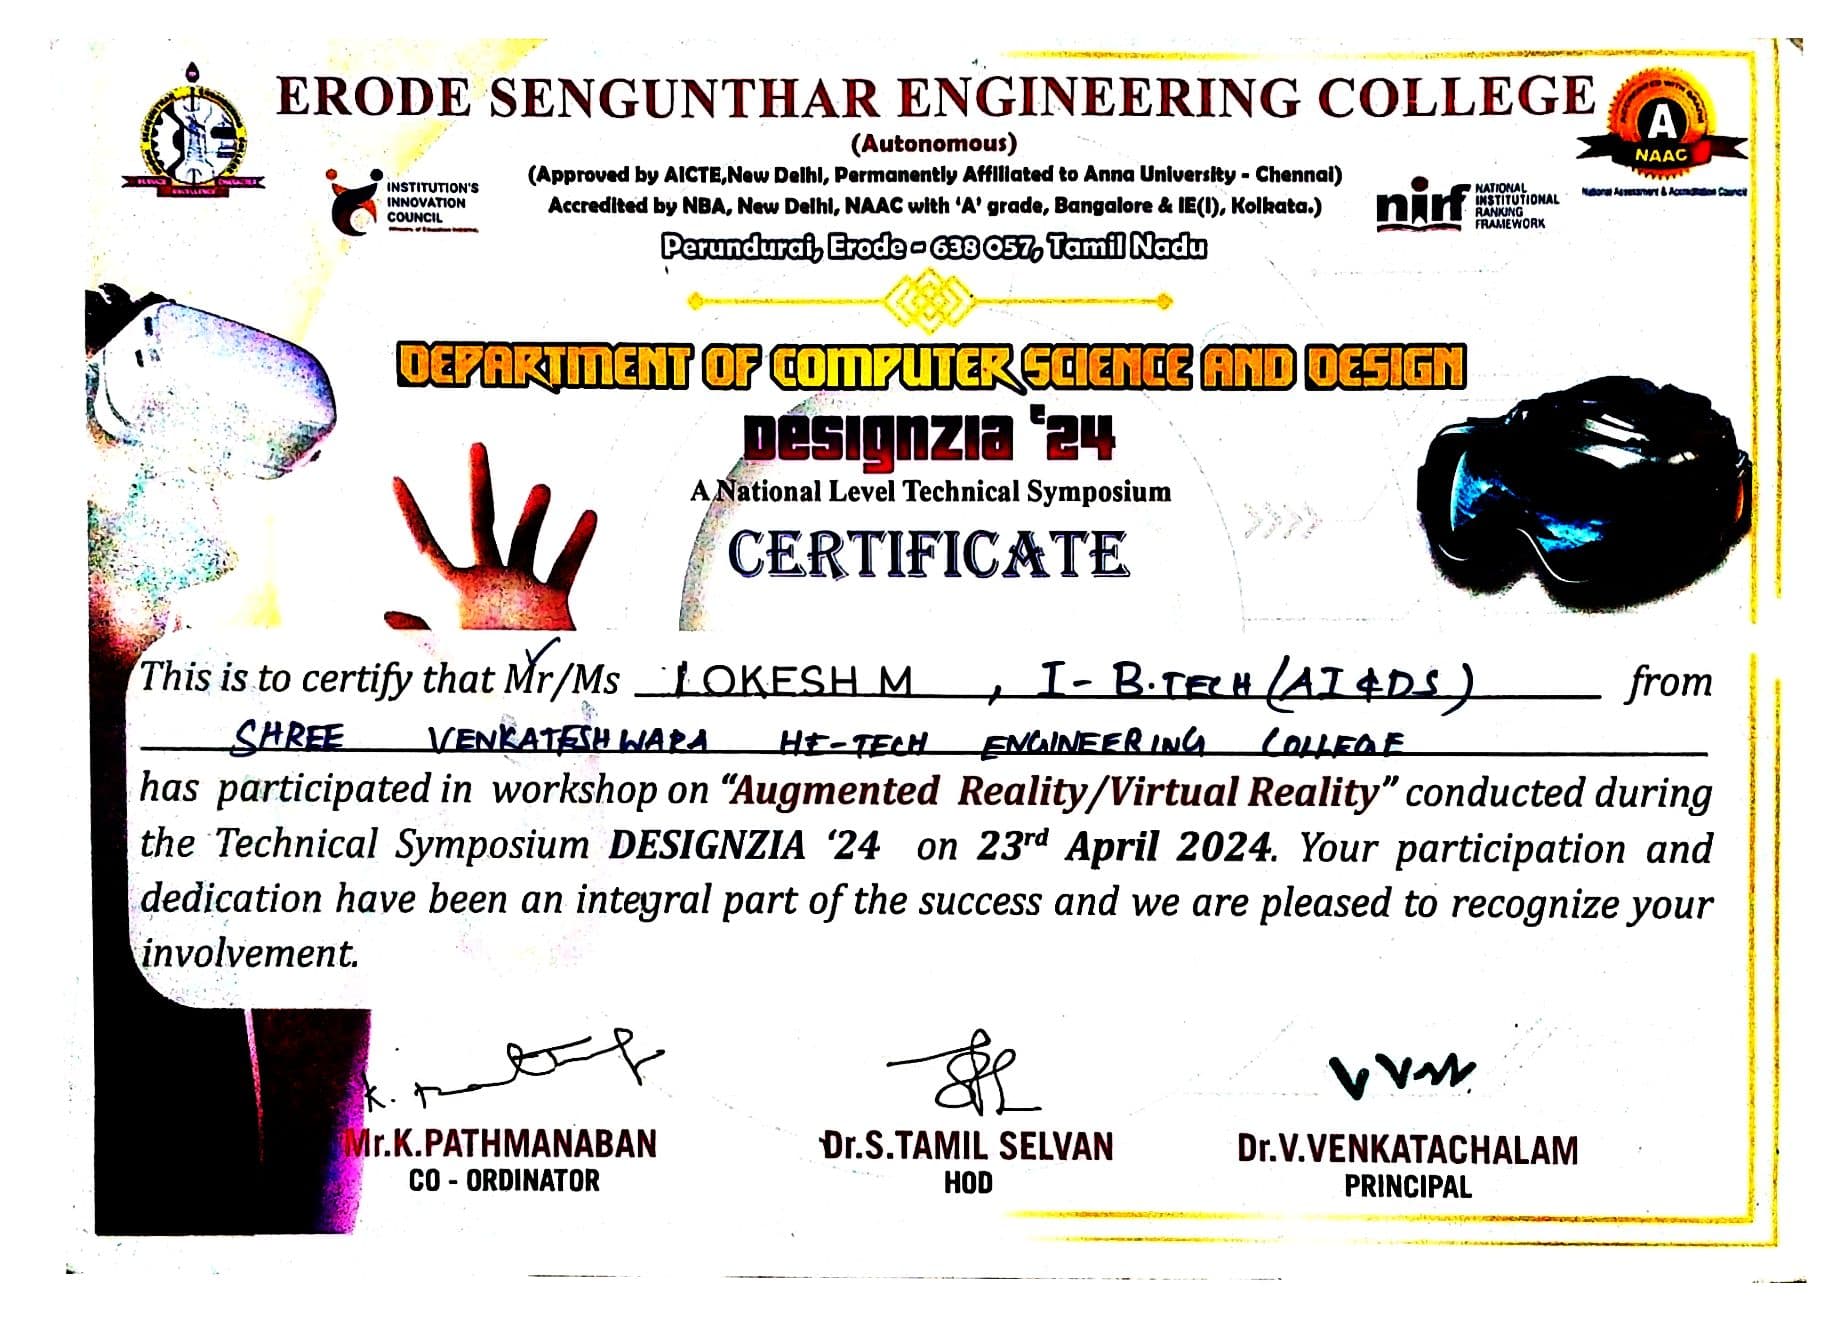 ERODE SENGUNTHAR ENGINEERING COLLEGE
(Autonomous)
(Approved by AICTE,New Delhi, Permanently Affiliated to Anna University - Chennai)
Accredited by NBA, New Delhi, NAAC with ‘A’ grade, Bangalore & IE(I), Kolkata.)
Perundurai, Erode - 638 057, Tamil Nadu
INSTITUTION'S
INNOVATION
COUNCIL
A
NAAC
National Assessment & Accreditation Council
nirf
NATIONAL
INSTITUTIONAL
RANKING
FRAMEWORK
DEPARTMENT OF COMPUTER SCIENCE AND DESIGN
DESIGNZIA ‘24
A National Level Technical Symposium
CERTIFICATE
This is to certify that Mr/Ms LOKESH M , I - B.TECH (AI & DS) from
SHREE VENKATESHWARA HI-TECH ENGINEERING COLLEGE
has participated in workshop on “Augmented Reality/Virtual Reality” conducted during
the Technical Symposium DESIGNZIA ‘24 on 23rd April 2024. Your participation and
dedication have been an integral part of the success and we are pleased to recognize your
involvement.
Mr.K.PATHMANABAN
CO - ORDINATOR
Dr.S.TAMIL SELVAN
HOD
Dr.V.VENKATACHALAM
PRINCIPAL